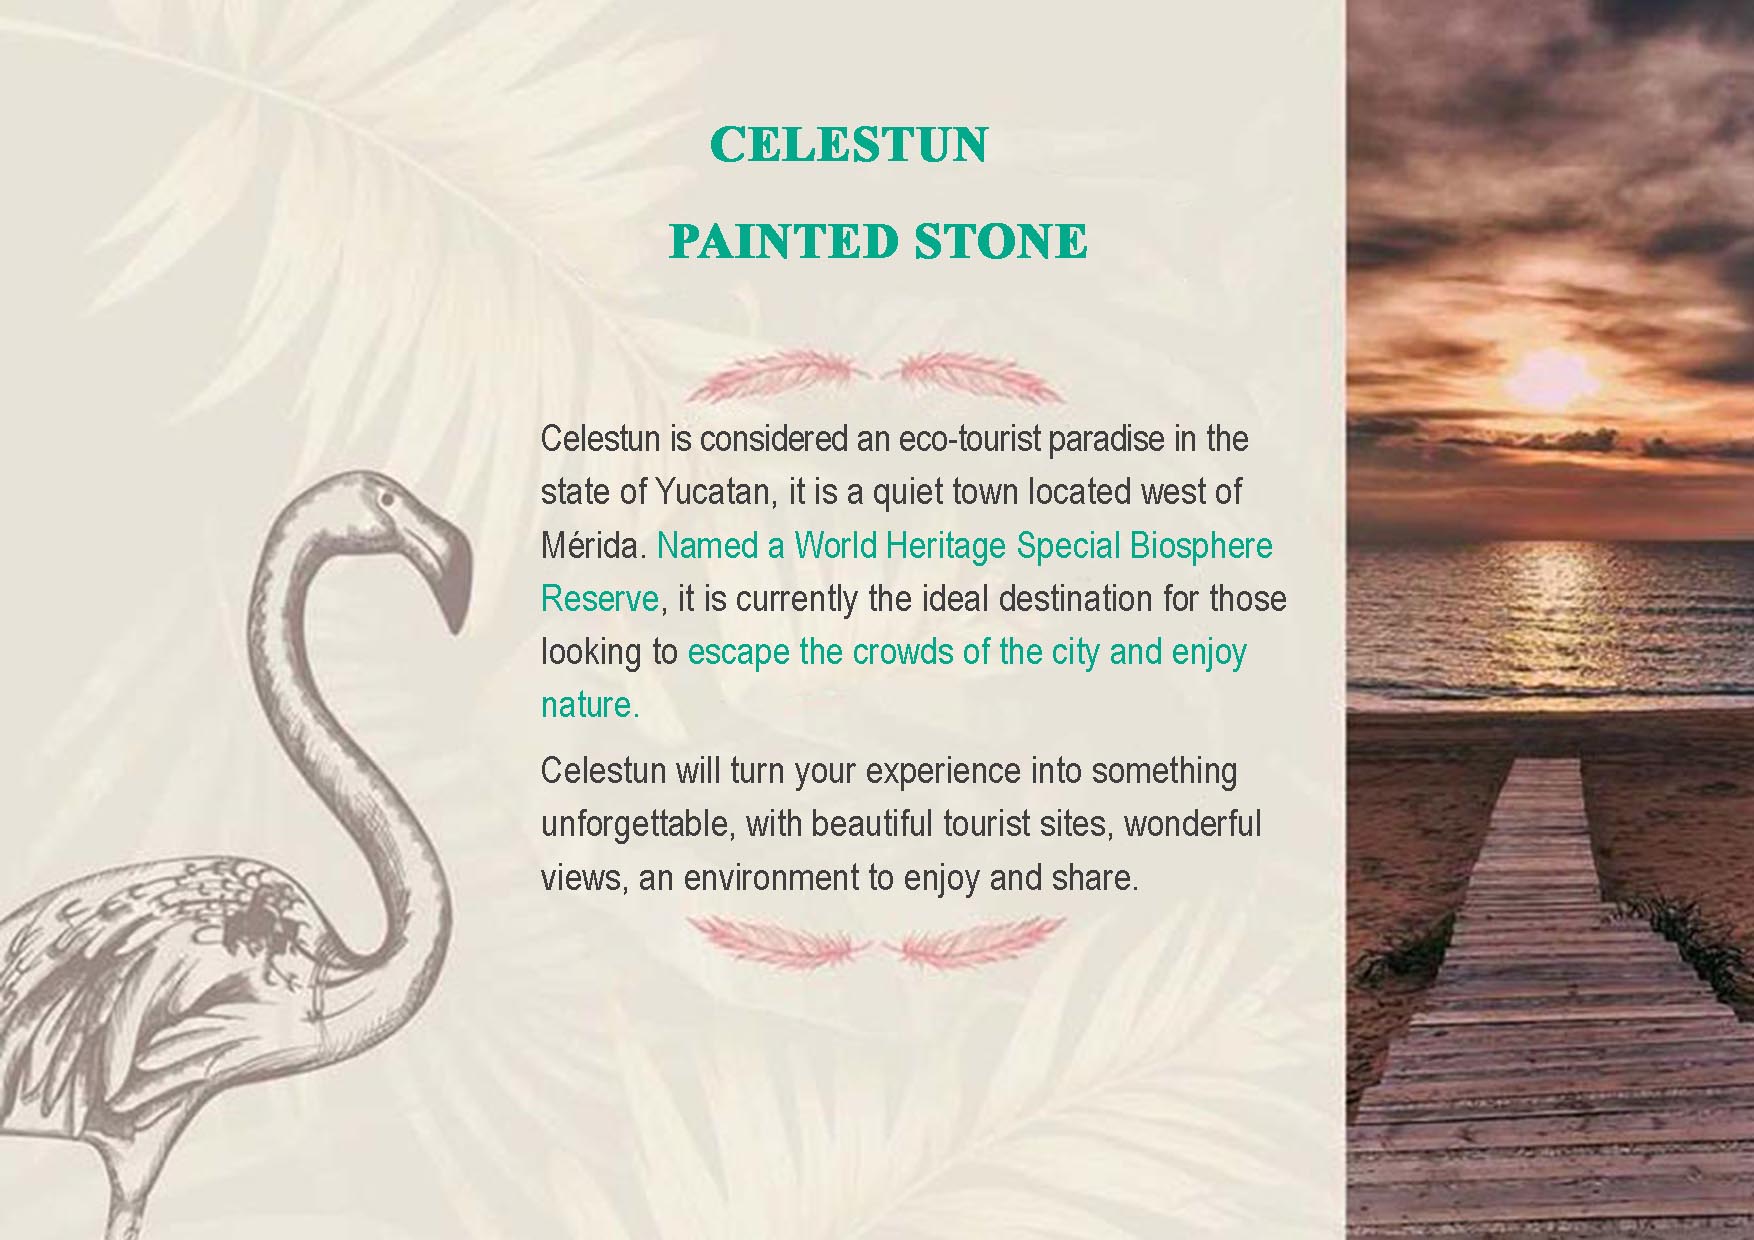 CELESTUN
PAINTED STONE
Celestun is considered an eco-tourist paradise in the
state of Yucatan, it is a quiet town located west of
Mérida. Named a World Heritage Special Biosphere
Reserve, it is currently the ideal destination for those
looking to escape the crowds of the city and enjoy
nature.
Celestun will turn your experience into something
unforgettable, with beautiful tourist sites, wonderful
views, an environment to enjoy and share.